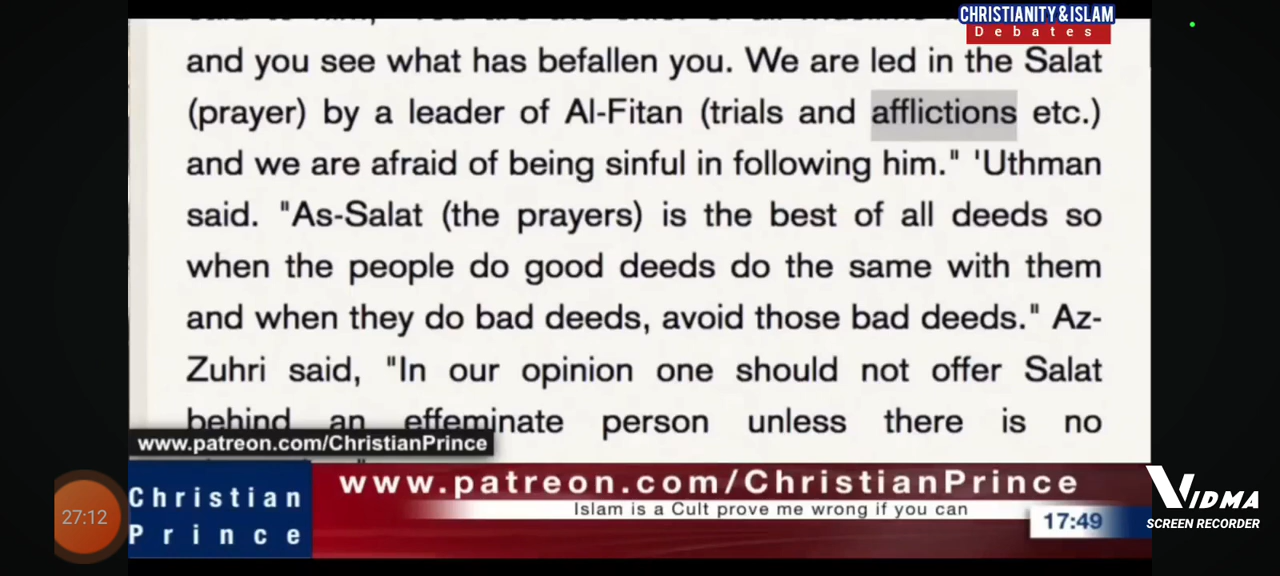 CHRISTIANITY & ISLAM
Debates
and you see what has befallen you. We are led in the Salat
(prayer) by a leader of Al-Fitan (trials and afflictions etc.)
and we are afraid of being sinful in following him." 'Uthman
said. "As-Salat (the prayers) is the best of all deeds so
when the people do good deeds do the same with them
and when they do bad deeds, avoid those bad deeds." Az-
Zuhri said, "In our opinion one should not offer Salat
behind an effeminate person unless there is no
www.patreon.com/ChristianPrince
www.patreon.com/ChristianPrince
Christian
Prince
Islam is a Cult prove me wrong if you can
17:49
27:12
VIDMA
SCREEN RECORDER